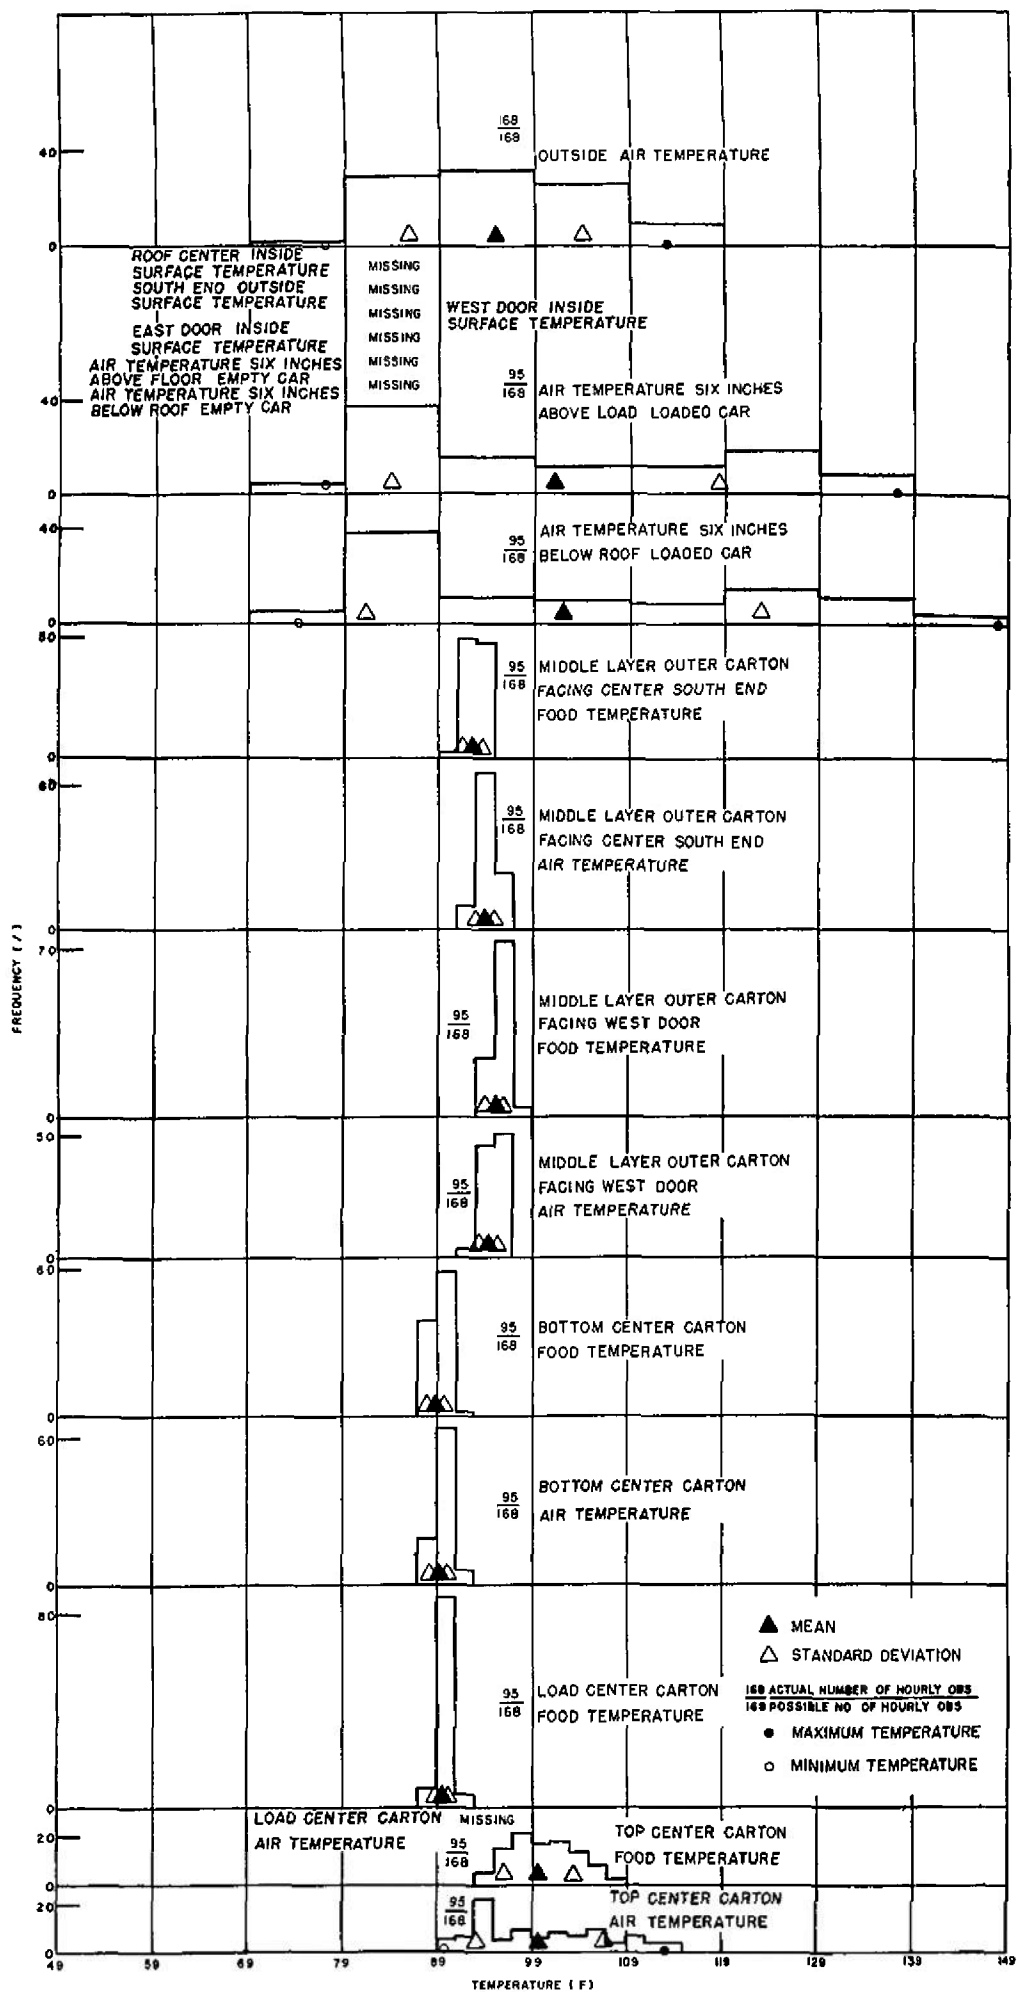 168
168
40
OUTSIDE AIR TEMPERATURE
0
ROOF CENTER INSIDE
SURFACE TEMPERATURE
SOUTH END OUTSIDE
SURFACE TEMPERATURE
EAST DOOR INSIDE
SURFACE TEMPERATURE
AIR TEMPERATURE SIX INCHES
ABOVE FLOOR EMPTY CAR
AIR TEMPERATURE SIX INCHES
BELOW ROOF EMPTY CAR
MISSING
MISSING
MISSING
MISSING
MISSING
MISSING
WEST DOOR INSIDE
SURFACE TEMPERATURE
40
95
168
AIR TEMPERATURE SIX INCHES
ABOVE LOAD LOADED CAR
0
40
95
168
AIR TEMPERATURE SIX INCHES
BELOW ROOF LOADED CAR
0
50
95
168
MIDDLE LAYER OUTER CARTON
FACING CENTER SOUTH END
FOOD TEMPERATURE
0
60
95
168
MIDDLE LAYER OUTER CARTON
FACING CENTER SOUTH END
AIR TEMPERATURE
0
FREQUENCY (/)
70
95
168
MIDDLE LAYER OUTER CARTON
FACING WEST DOOR
FOOD TEMPERATURE
0
50
95
168
MIDDLE LAYER OUTER CARTON
FACING WEST DOOR
AIR TEMPERATURE
0
60
95
168
BOTTOM CENTER CARTON
FOOD TEMPERATURE
0
60
95
168
BOTTOM CENTER CARTON
AIR TEMPERATURE
0
80
95
168
LOAD CENTER CARTON
FOOD TEMPERATURE
MEAN
STANDARD DEVIATION
168 ACTUAL NUMBER OF HOURLY OBS
168 POSSIBLE NO OF HOURLY OBS
MAXIMUM TEMPERATURE
MINIMUM TEMPERATURE
0
LOAD CENTER CARTON MISSING
AIR TEMPERATURE
20
95
168
TOP CENTER CARTON
FOOD TEMPERATURE
0
20
95
168
TOP CENTER CARTON
AIR TEMPERATURE
0
49 59 69 79 89 99 109 119 129 139 149
TEMPERATURE (F)